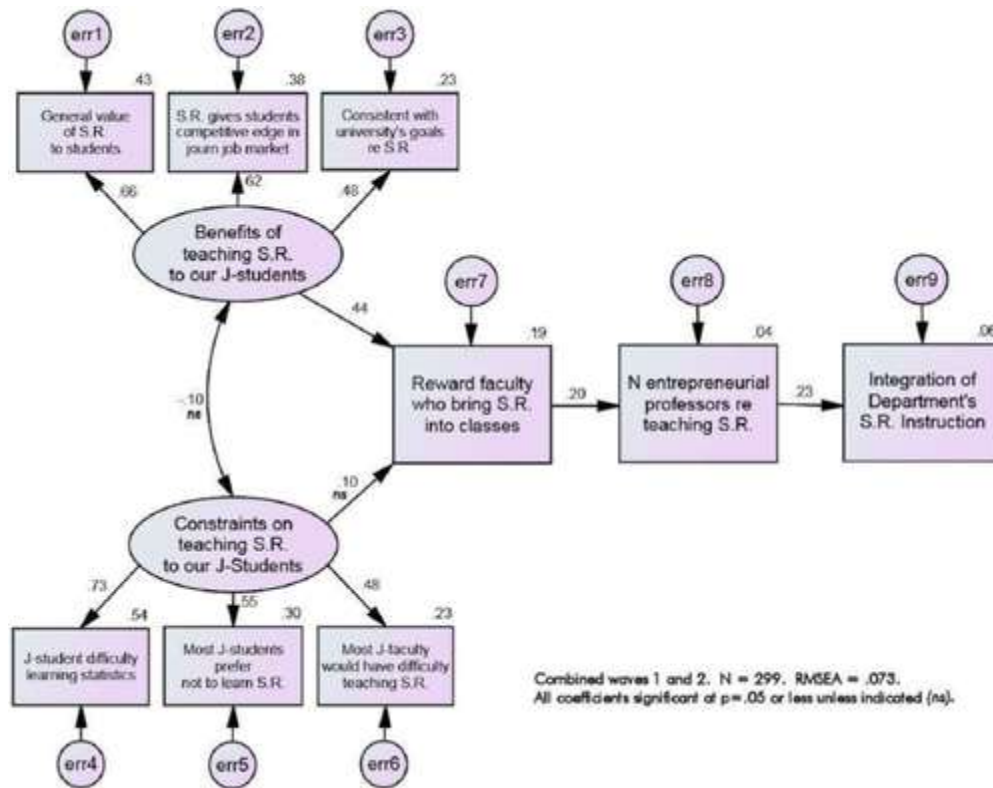 err1
err2
err3
.43
.38
.23
General value
of S.R.
to students
S.R. gives students
competitive edge in
journ job market
Consistent with
university's goals
re S.R.
.66
.62
.48
Benefits of
teaching S.R.
to our J-students
err7
err8
err9
.44
.19
.04
.06
Reward faculty
who bring S.R.
into classes
.20
N entrepreneurial
professors re
teaching S.R.
.23
Integration of
Department's
S.R. Instruction
-.10
ns
.10
ns
Constraints on
teaching S.R.
to our J-Students
.73
.55
.48
.54
.30
.23
J-student difficulty
learning statistics
Most J-students
prefer
not to learn S.R.
Most J-faculty
would have difficulty
teaching S.R.
err4
err5
err6
Combined waves 1 and 2. N = 299. RMSEA = .073.
All coefficients significant at p=.05 or less unless indicated (ns).